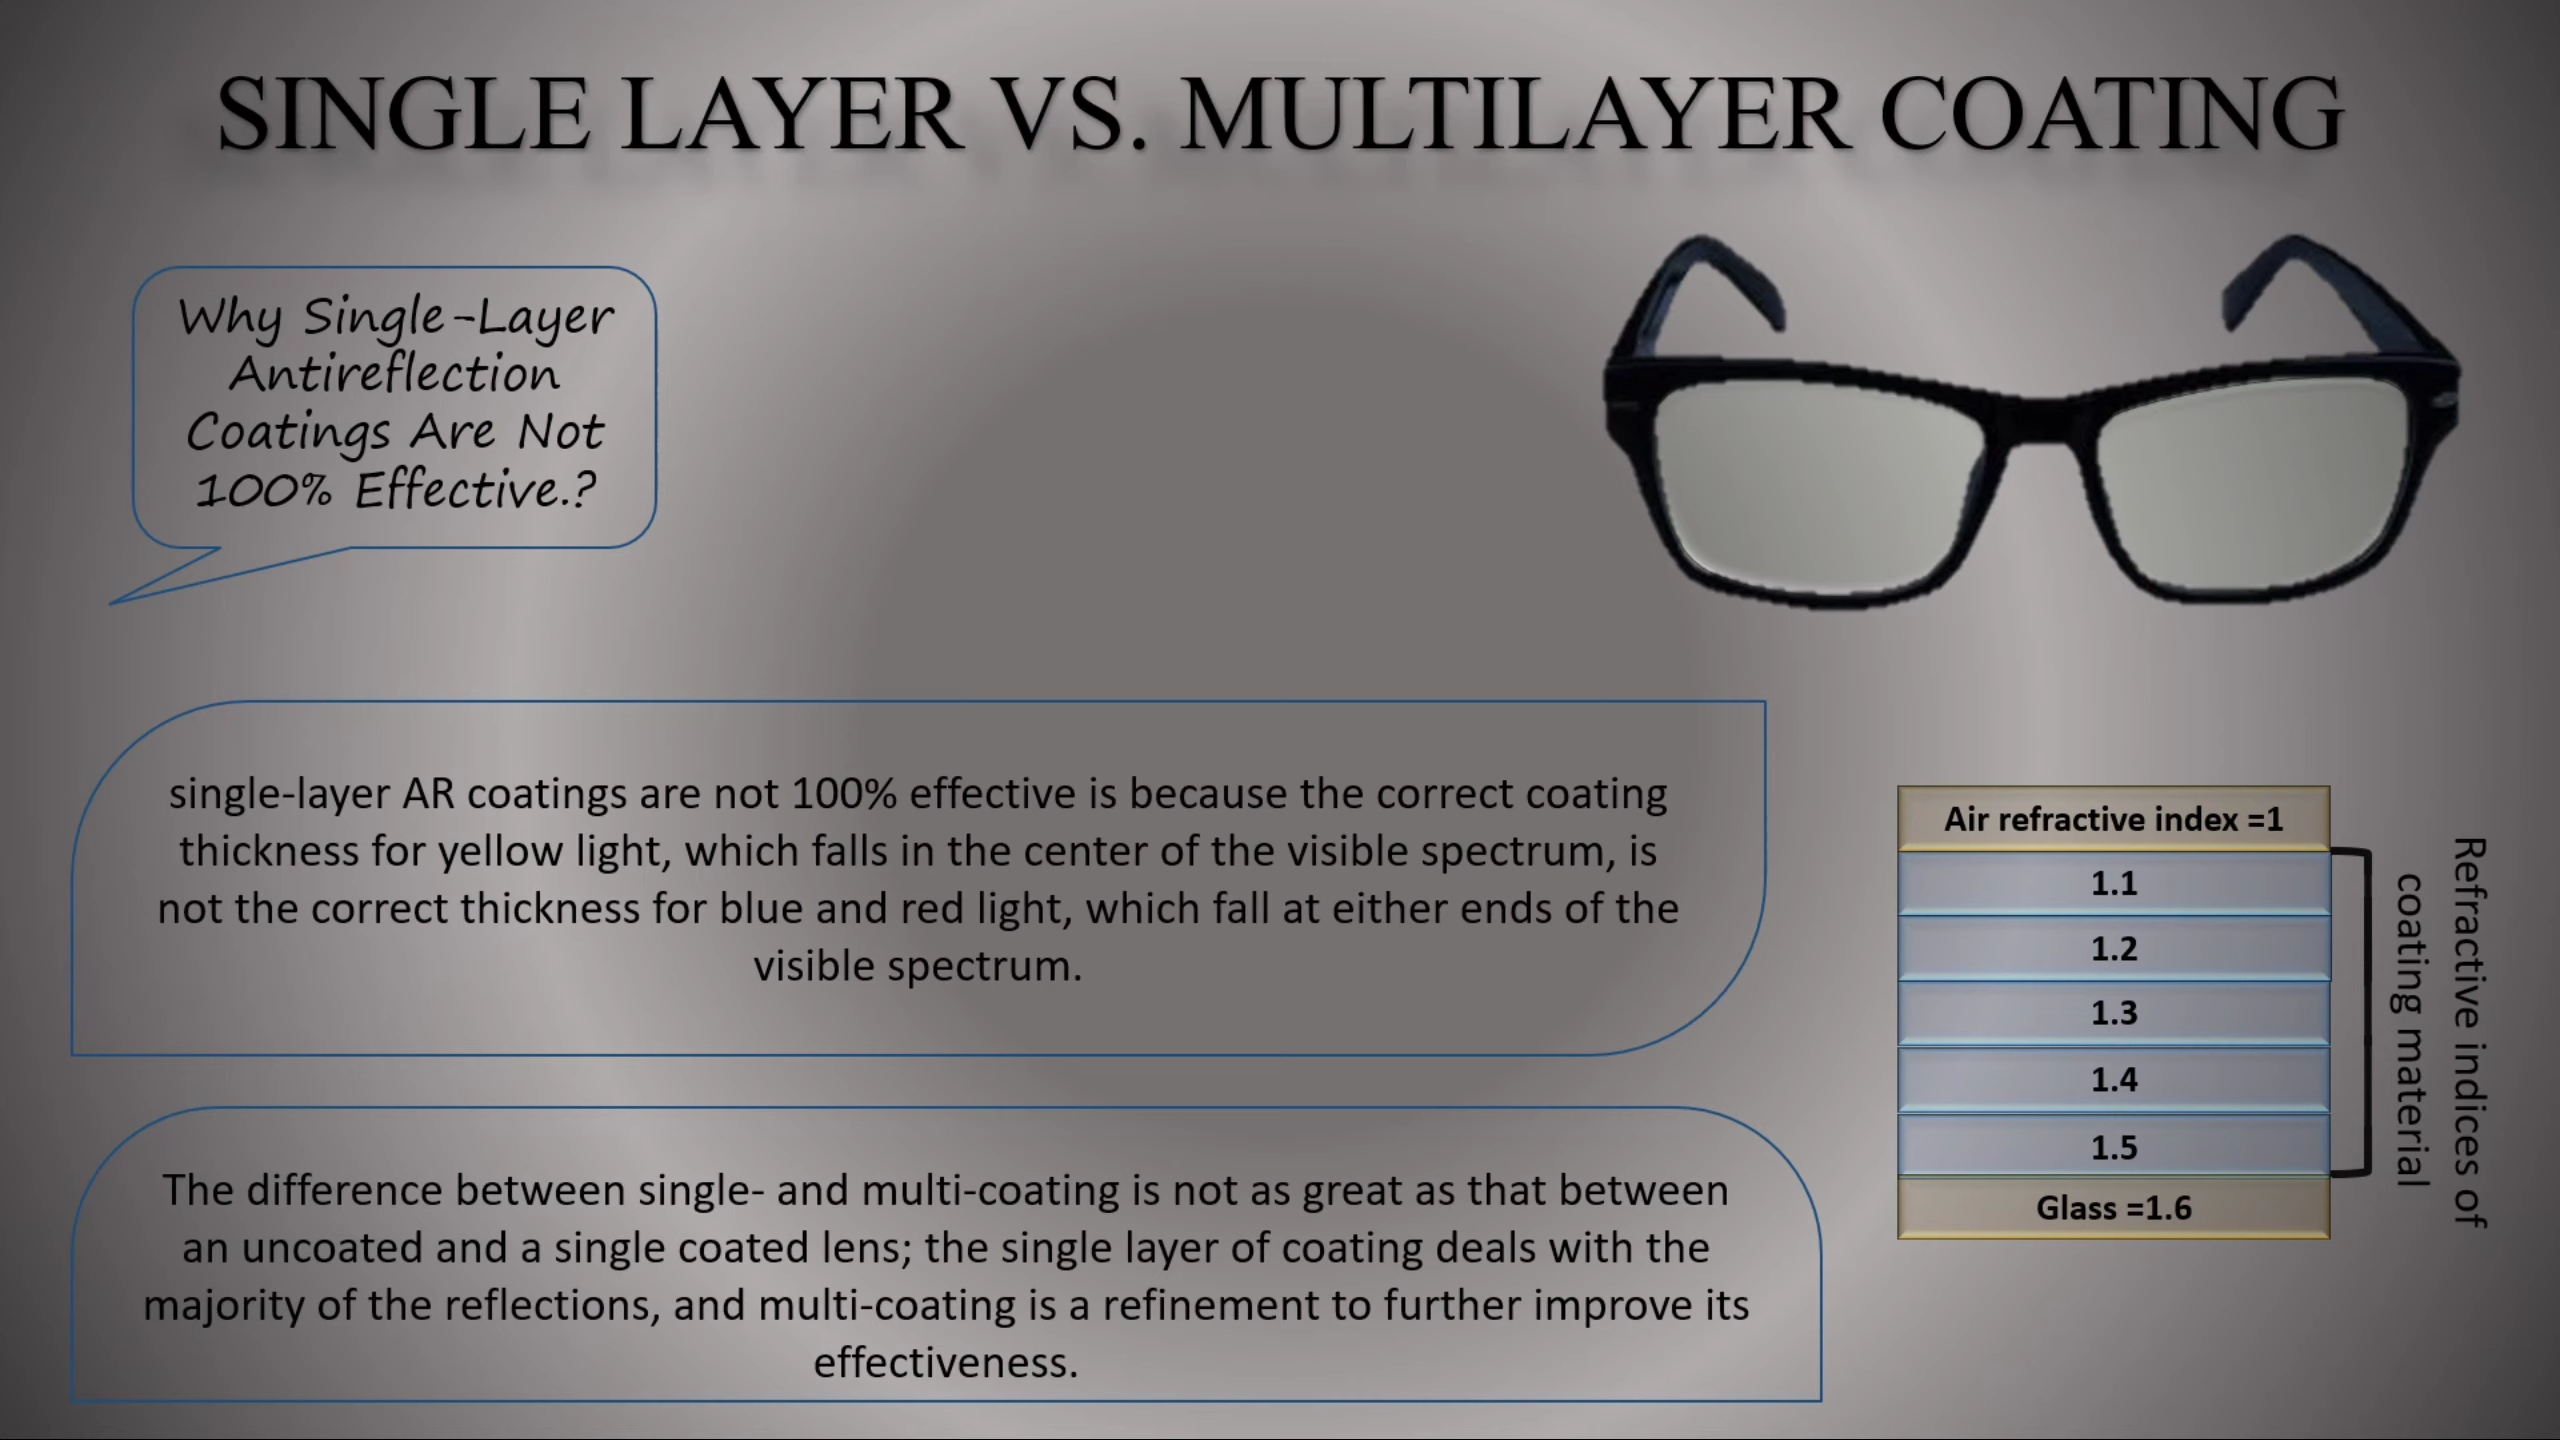 SINGLE LAYER VS. MULTILAYER COATING
Why Single-Layer
Antireflection
Coatings Are Not
100% Effective.?
single-layer AR coatings are not 100% effective is because the correct coating
thickness for yellow light, which falls in the center of the visible spectrum, is
not the correct thickness for blue and red light, which fall at either ends of the
visible spectrum.
The difference between single- and multi-coating is not as great as that between
an uncoated and a single coated lens; the single layer of coating deals with the
majority of the reflections, and multi-coating is a refinement to further improve its
effectiveness.
Air refractive index =1
1.1
1.2
1.3
1.4
1.5
Glass =1.6
Refractive indices of
coating material